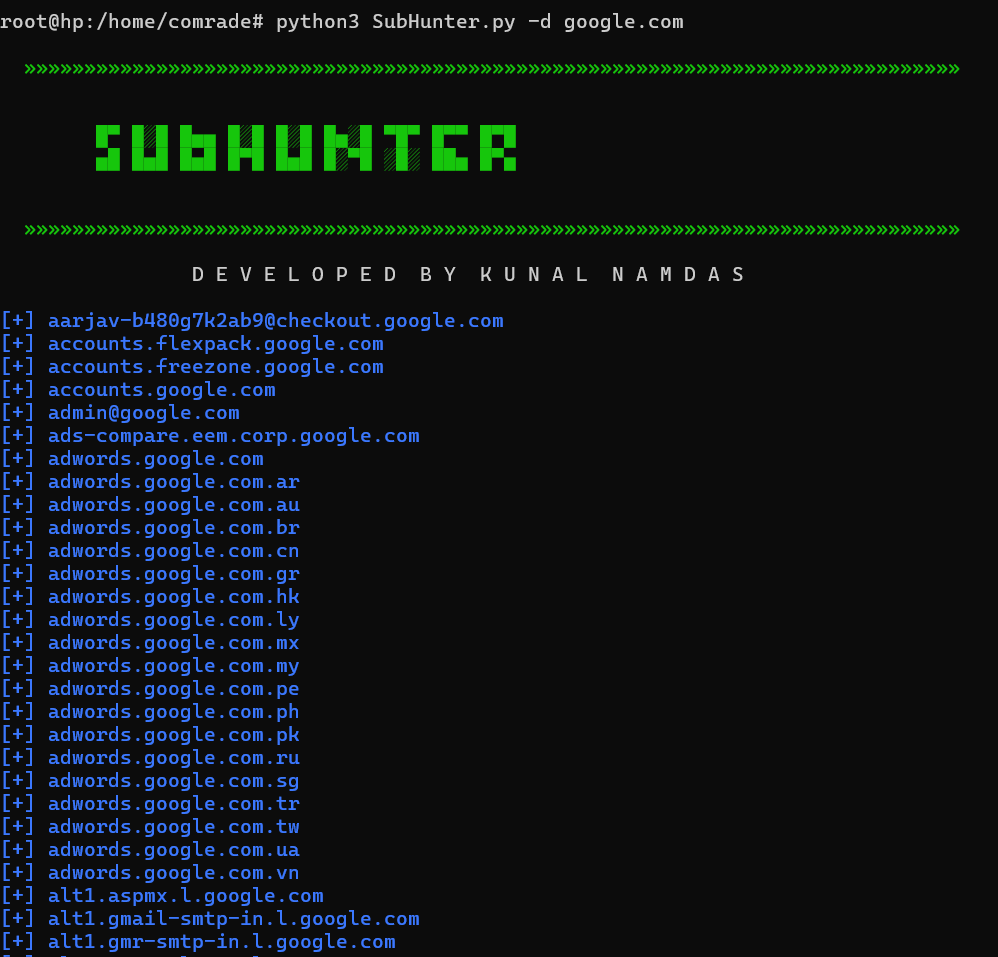 root@hp:/home/comrade# python3 SubHunter.py -d google.com
»»»»»»»»»»»»»»»»»»»»»»»»»»»»»»»»»»»»»»»»»»»»»»»»»»»»»»»»»»»»»»»»»»»»»»»»»»»»»»
SUbHUNTER
»»»»»»»»»»»»»»»»»»»»»»»»»»»»»»»»»»»»»»»»»»»»»»»»»»»»»»»»»»»»»»»»»»»»»»»»»»»»»»
D E V E L O P E D  B Y  K U N A L  N A M D A S
[+] aarjav-b480g7k2ab9@checkout.google.com
[+] accounts.flexpack.google.com
[+] accounts.freezone.google.com
[+] accounts.google.com
[+] admin@google.com
[+] ads-compare.eem.corp.google.com
[+] adwords.google.com
[+] adwords.google.com.ar
[+] adwords.google.com.au
[+] adwords.google.com.br
[+] adwords.google.com.cn
[+] adwords.google.com.gr
[+] adwords.google.com.hk
[+] adwords.google.com.ly
[+] adwords.google.com.mx
[+] adwords.google.com.my
[+] adwords.google.com.pe
[+] adwords.google.com.ph
[+] adwords.google.com.pk
[+] adwords.google.com.ru
[+] adwords.google.com.sg
[+] adwords.google.com.tr
[+] adwords.google.com.tw
[+] adwords.google.com.ua
[+] adwords.google.com.vn
[+] alt1.aspmx.l.google.com
[+] alt1.gmail-smtp-in.l.google.com
[+] alt1.gmr-smtp-in.l.google.com